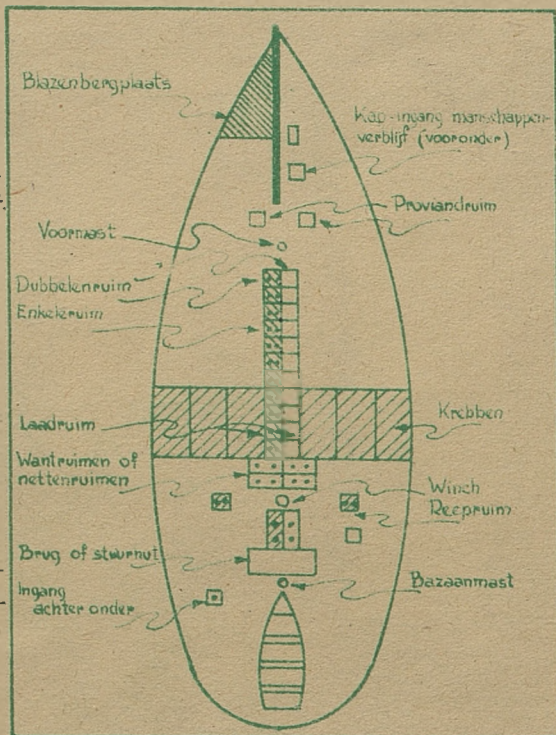 Blazenbergplaats
Kap-ingang manschappen-
verblijf (vooronder)
Proviandruim
Voormast
Dubbelenruim
Enkeleruim
Krebben
Laadruim
Wantruimen of
nettenruimen
Winch
Reepruim
Brug of stuurhut
Bazaanmast
Ingang
achter onder